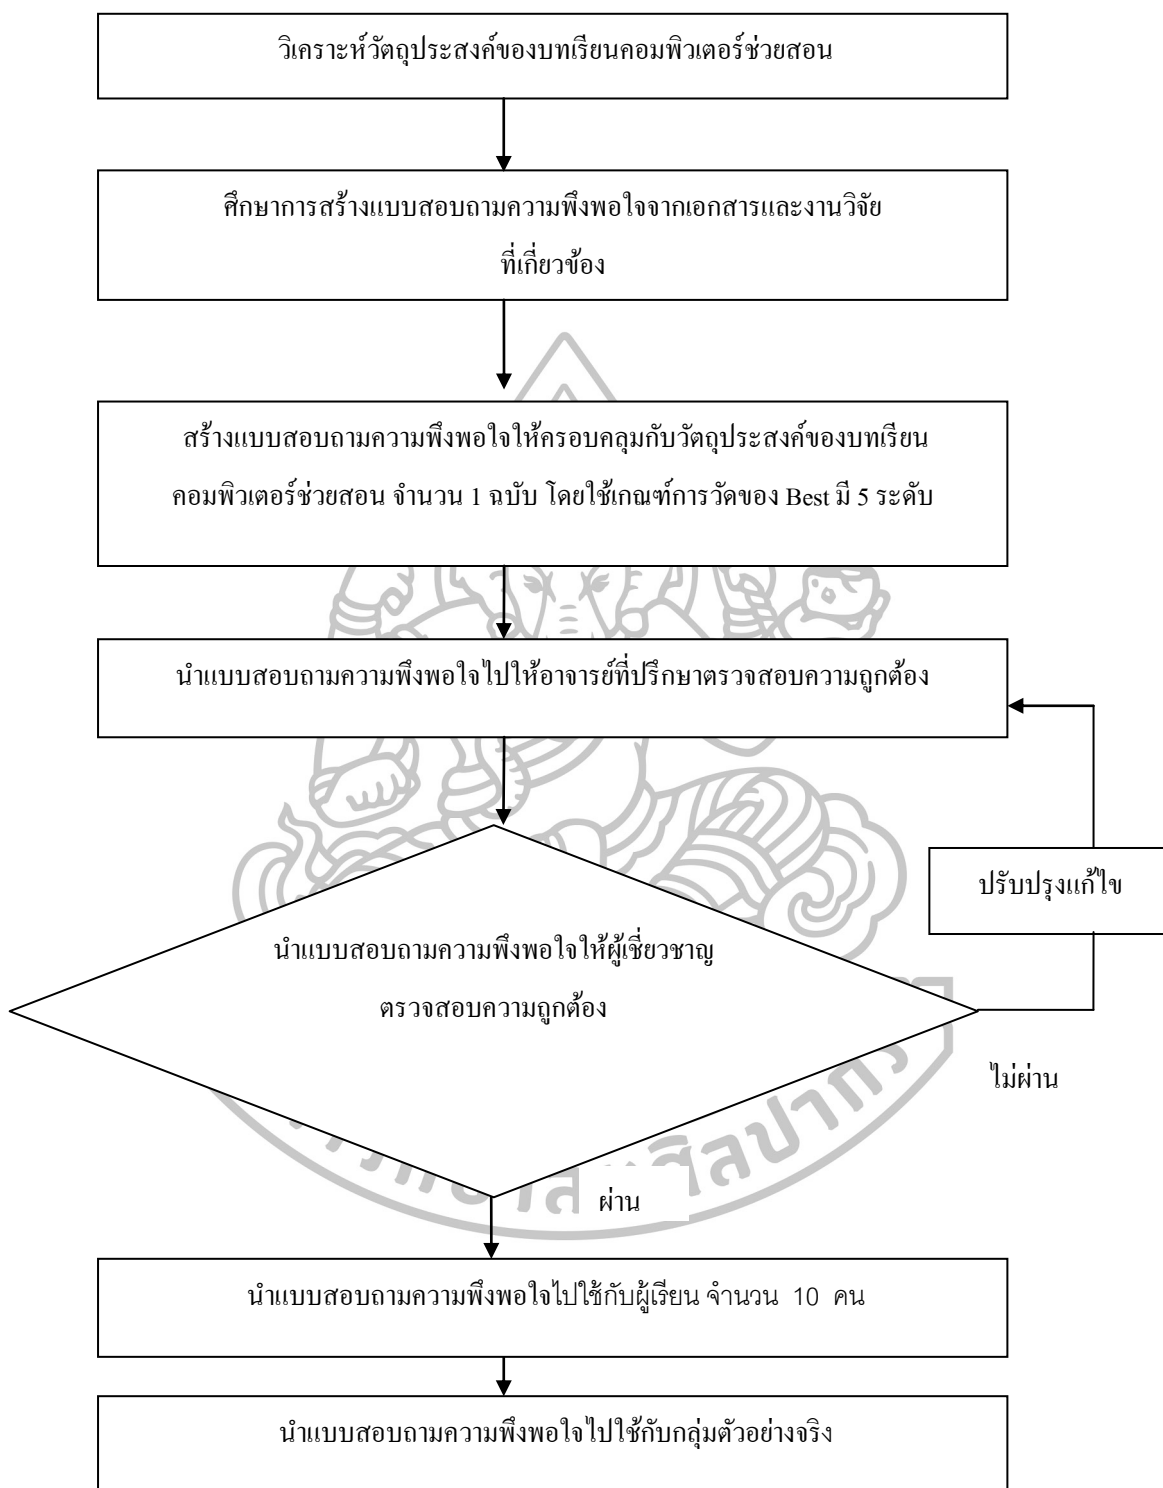 วิเคราะห์วัตถุประสงค์ของบทเรียนคอมพิวเตอร์ช่วยสอน
ศึกษาการสร้างแบบสอบถามความพึงพอใจจากเอกสารและงานวิจัย
ที่เกี่ยวข้อง
สร้างแบบสอบถามความพึงพอใจให้ครอบคลุมกับวัตถุประสงค์ของบทเรียน
คอมพิวเตอร์ช่วยสอน จำนวน 1 ฉบับ โดยใช้เกณฑ์การวัดของ Best มี 5 ระดับ
นำแบบสอบถามความพึงพอใจไปให้อาจารย์ที่ปรึกษาตรวจสอบความถูกต้อง
ปรับปรุงแก้ไข
นำแบบสอบถามความพึงพอใจให้ผู้เชี่ยวชาญ
ตรวจสอบความถูกต้อง
ไม่ผ่าน
ผ่าน
นำแบบสอบถามความพึงพอใจไปใช้กับผู้เรียน จำนวน 10 คน
นำแบบสอบถามความพึงพอใจไปใช้กับกลุ่มตัวอย่างจริง